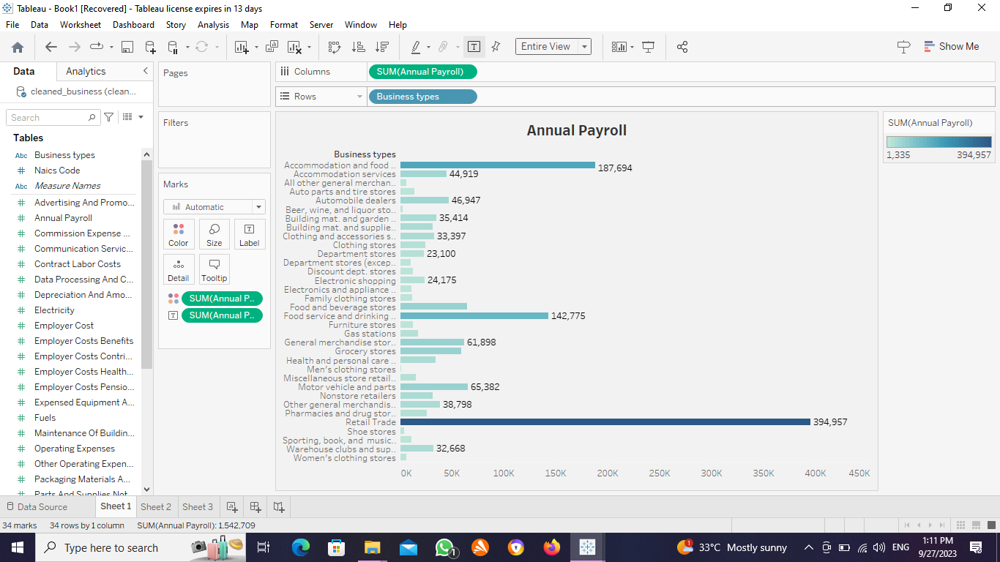 Tableau - Book1 [Recovered] - Tableau license expires in 13 days
File Data Worksheet Dashboard Story Analysis Map Format Server Window Help
Entire View
Show Me
Data Analytics
cleaned_business (clean...
Search
Tables
Abc Business types
# Naics Code
Abc Measure Names
# Advertising And Promo...
# Annual Payroll
# Commission Expense ...
# Communication Servic...
# Contract Labor Costs
# Data Processing And C...
# Depreciation And Amo...
# Electricity
# Employer Cost
# Employer Costs Benefits
# Employer Costs Contri...
# Employer Costs Health...
# Employer Costs Pensio...
# Expensed Equipment A...
# Fuels
# Maintenance Of Buildin...
# Operating Expenses
# Other Operating Expen...
# Packaging Materials A...
# Parts And Supplies Not
Pages
Filters
Marks
Automatic
Color Size Label
Detail Tooltip
SUM(Annual P..
SUM(Annual P..
Columns SUM(Annual Payroll)
Rows Business types
Annual Payroll
Business types
Accommodation and food .. 187,694
Accommodation services 44,919
All other general merchan..
Auto parts and tire stores
Automobile dealers 46,947
Beer, wine, and liquor sto..
Building mat. and garden .. 35,414
Building mat. and supplie..
Clothing and accessories s.. 33,397
Clothing stores
Department stores 23,100
Department stores (excep..
Discount dept. stores
Electronic shopping 24,175
Electronics and appliance ..
Family clothing stores
Food and beverage stores
Food service and drinking .. 142,775
Furniture stores
Gas stations
General merchandise stor.. 61,898
Grocery stores
Health and personal care ..
Men's clothing stores
Miscellaneous store retail..
Motor vehicle and parts 65,382
Nonstore retailers
Other general merchandis.. 38,798
Pharmacies and drug stor..
Retail Trade 394,957
Shoe stores
Sporting, book, and music..
Warehouse clubs and sup.. 32,668
Women's clothing stores
0K 50K 100K 150K 200K 250K 300K 350K 400K 450K
SUM(Annual Payroll)
1,335 394,957
Data Source Sheet 1 Sheet 2 Sheet 3
34 marks 34 rows by 1 column SUM(Annual Payroll): 1,542,709
Type here to search
1
1
33°C Mostly sunny
ENG
1:11 PM
9/27/2023